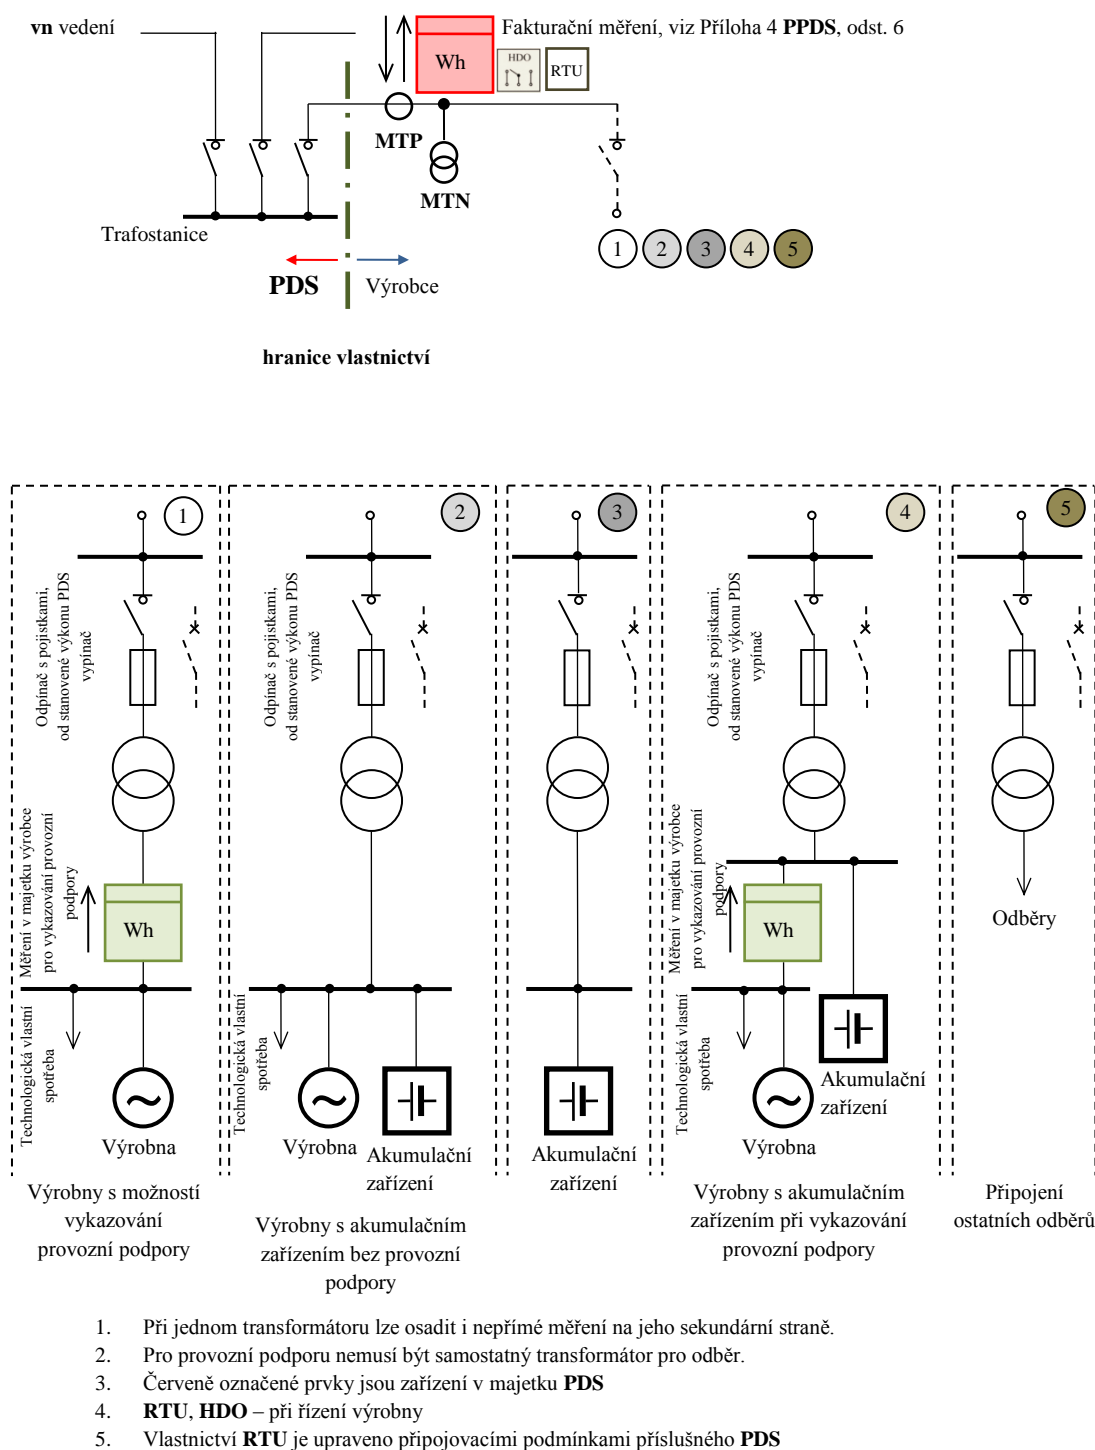 vn vedení
Fakturační měření, viz Příloha 4 PPDS, odst. 6
Wh
HDO
RTU
MTP
MTN
Trafostanice
1 2 3 4 5
PDS
Výrobce
hranice vlastnictví
1
Odpínač s pojistkami,
od stanovené výkonu PDS
vypínač
Měření v majetku výrobce
pro vykazování provozní
podpory
Wh
Technologická vlastní
spotřeba
Výrobna
Výrobny s možností
vykazování
provozní podpory
2
Odpínač s pojistkami,
od stanovené výkonu PDS
vypínač
Technologická vlastní
spotřeba
Výrobna
Akumulační
zařízení
Výrobny s akumulačním
zařízením bez provozní
podpory
3
Akumulační
zařízení
4
Odpínač s pojistkami,
od stanovené výkonu PDS
vypínač
Měření v majetku výrobce
pro vykazování provozní
podpory
Wh
Technologická vlastní
spotřeba
Výrobna
Akumulační
zařízení
Výrobny s akumulačním
zařízením při vykazování
provozní podpory
5
Odběry
Připojení
ostatních odběrů
1. Při jednom transformátoru lze osadit i nepřímé měření na jeho sekundární straně.
2. Pro provozní podporu nemusí být samostatný transformátor pro odběr.
3. Červeně označené prvky jsou zařízení v majetku PDS
4. RTU, HDO – při řízení výrobny
5. Vlastnictví RTU je upraveno připojovacími podmínkami příslušného PDS